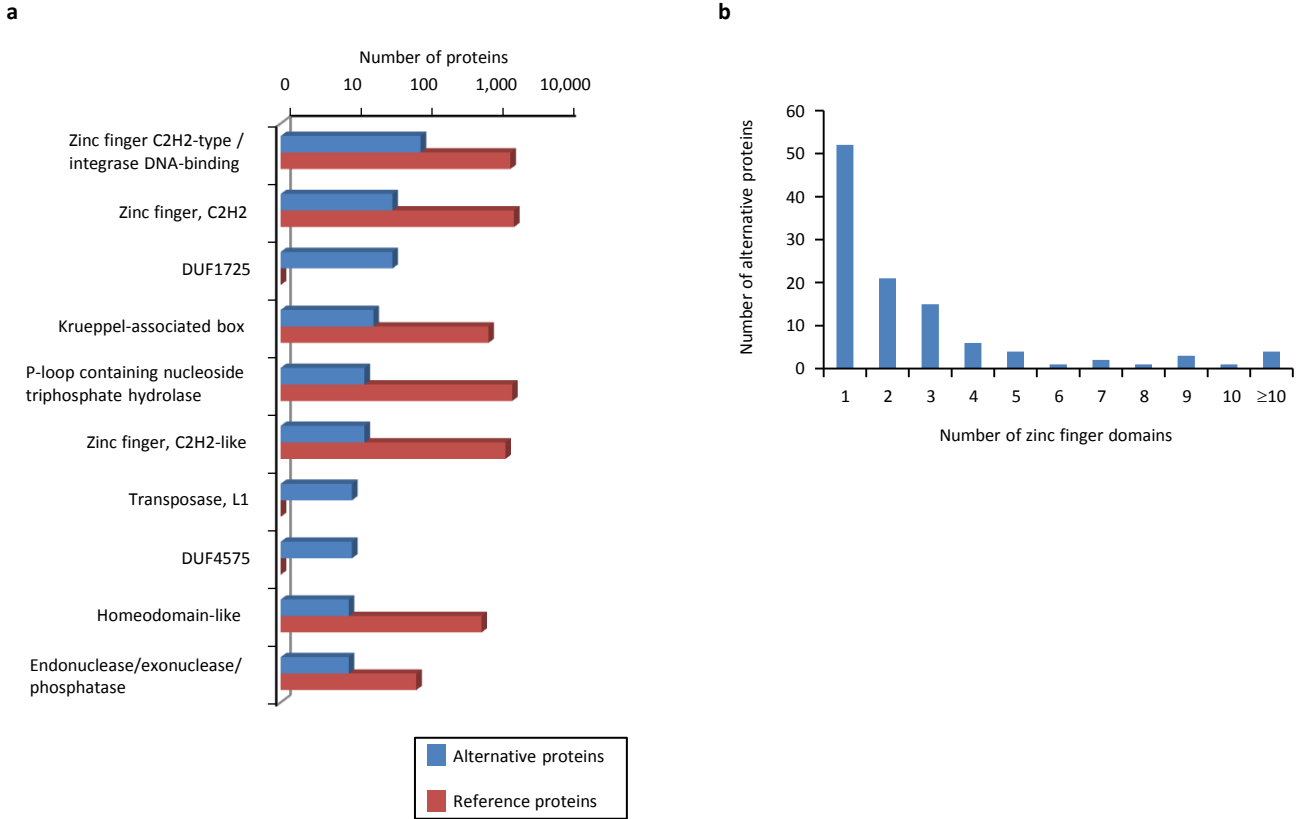 a
Number of proteins
0 10 100 1,000 10,000
Zinc finger C2H2-type /
integrase DNA-binding
Zinc finger, C2H2
DUF1725
Krueppel-associated box
P-loop containing nucleoside
triphosphate hydrolase
Zinc finger, C2H2-like
Transposase, L1
DUF4575
Homeodomain-like
Endonuclease/exonuclease/
phosphatase
Alternative proteins
Reference proteins
b
Number of alternative proteins
60
50
40
30
20
10
0
1 2 3 4 5 6 7 8 9 10 ≥10
Number of zinc finger domains